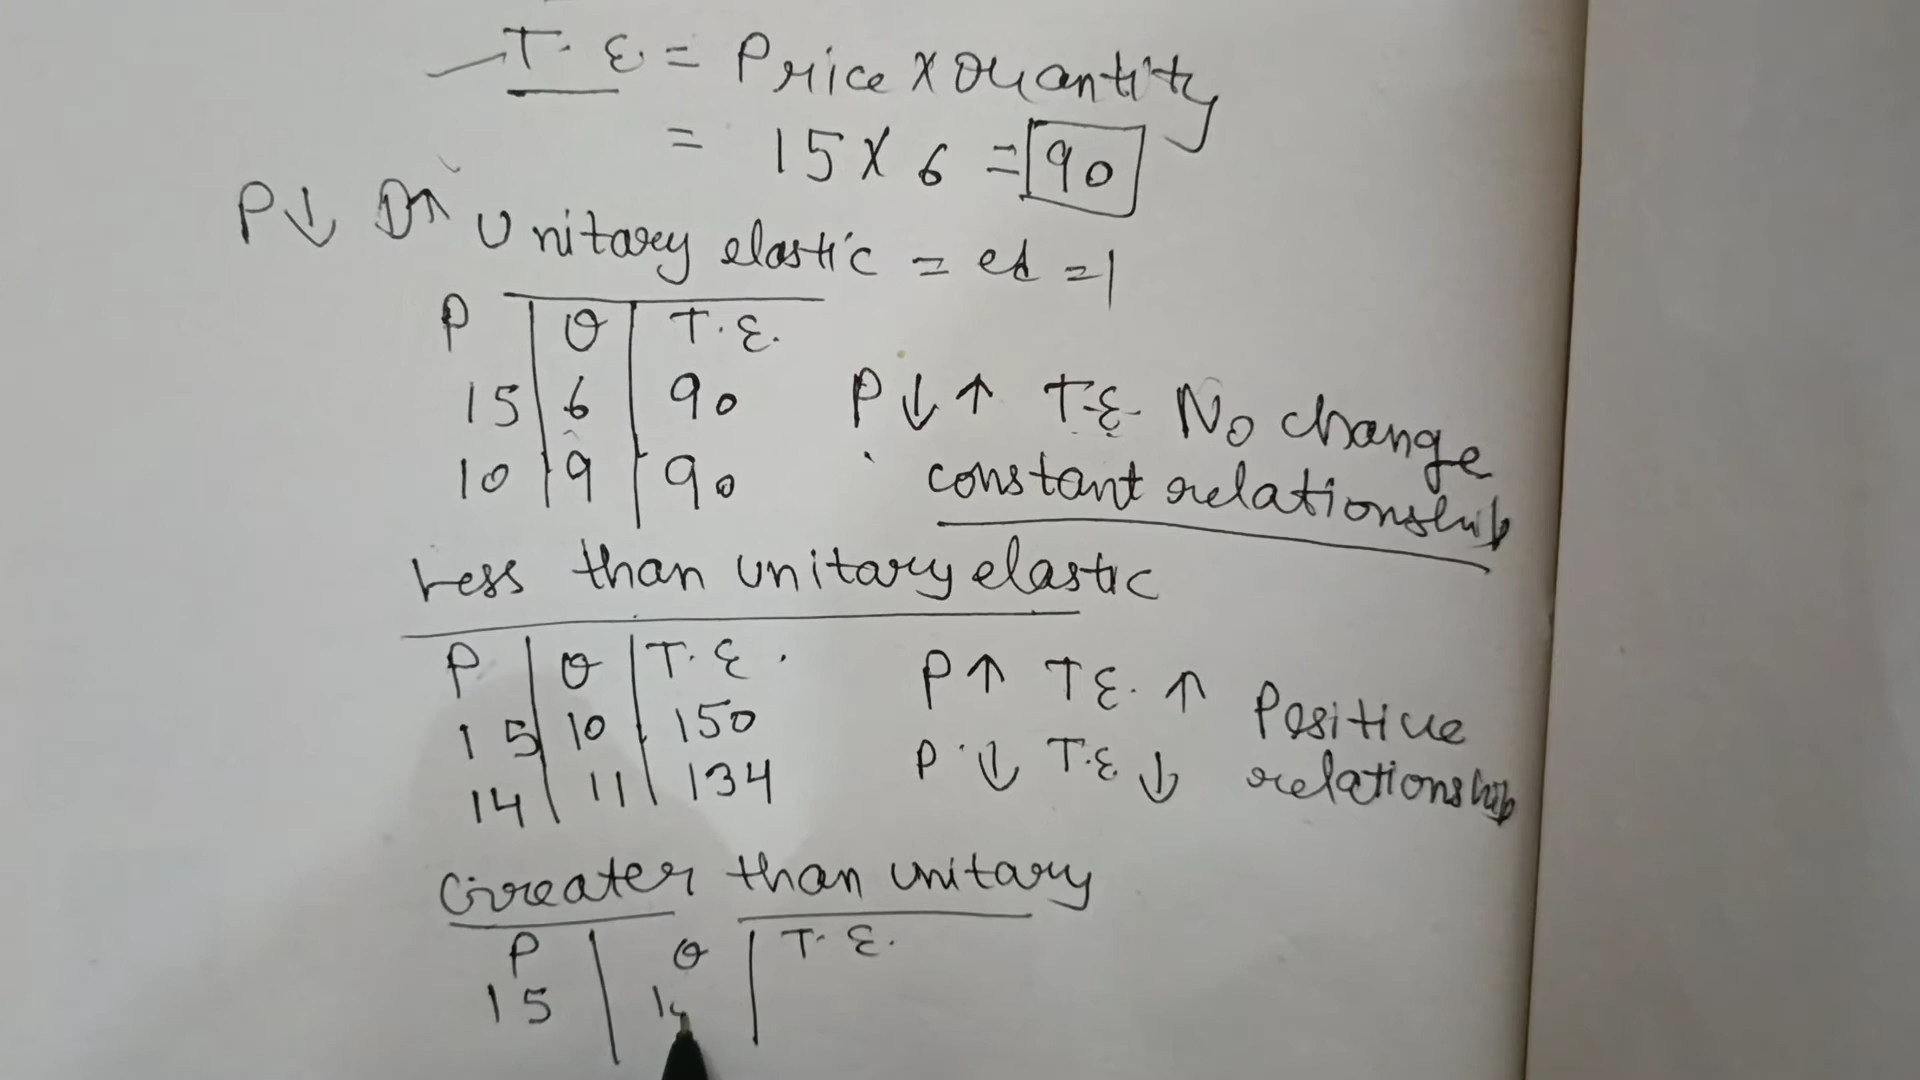 T. E = Price X Quantity
= 15 X 6 = 90
P↓ D↑ Unitary elastic = ed = 1
P Q T.E.
15 6 90 P↓↑ T.E. No change
10 9 90 constant relationship
Less than unitary elastic
P Q T.E.
15 10 150 P↑ T.E.↑ Positive
14 11 134 P↓ T.E↓ relationship
Greater than unitary
P Q T.E.
15